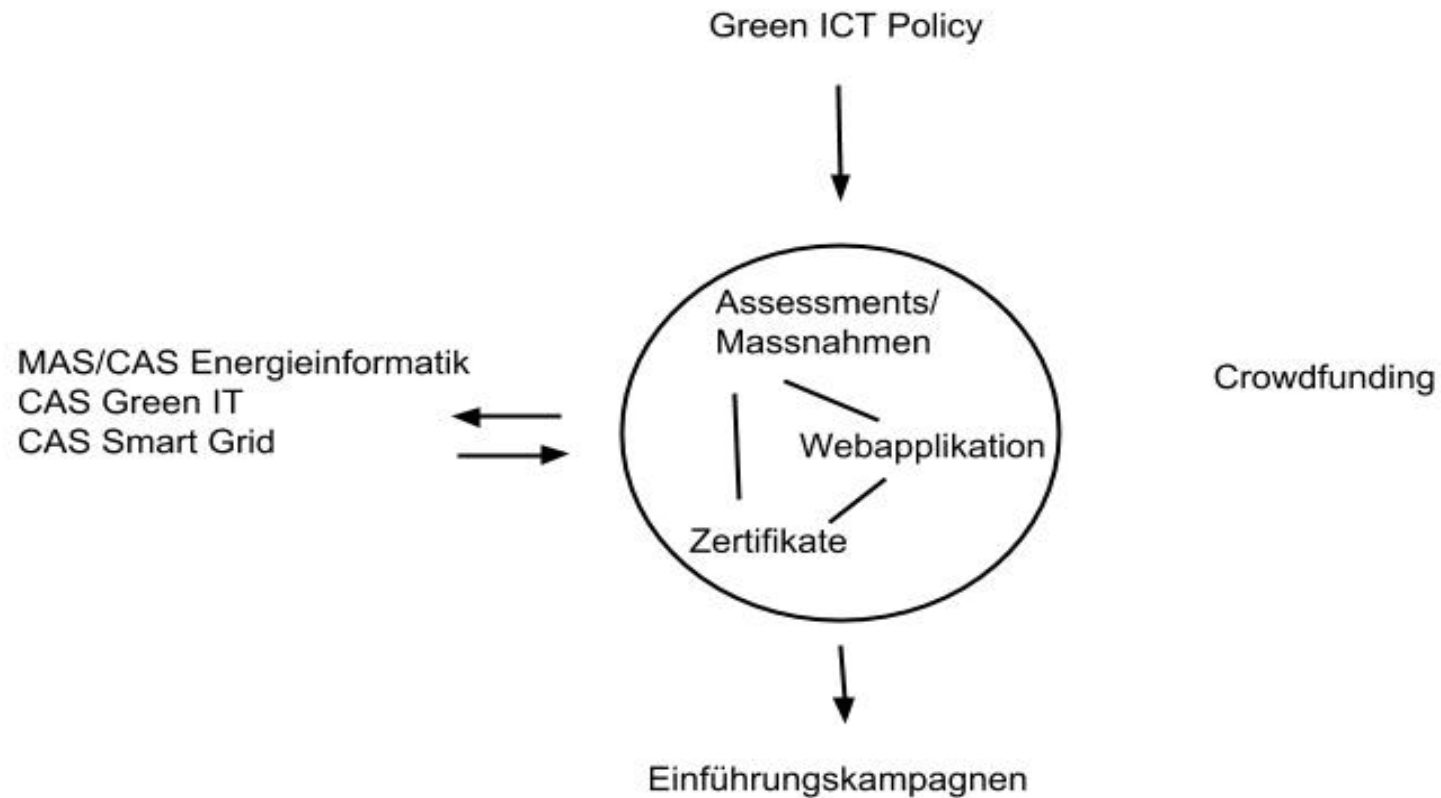 Green ICT Policy
Assessments/
Massnahmen
MAS/CAS Energieinformatik
CAS Green IT
CAS Smart Grid
Crowdfunding
Webapplikation
Zertifikate
Einführungskampagnen